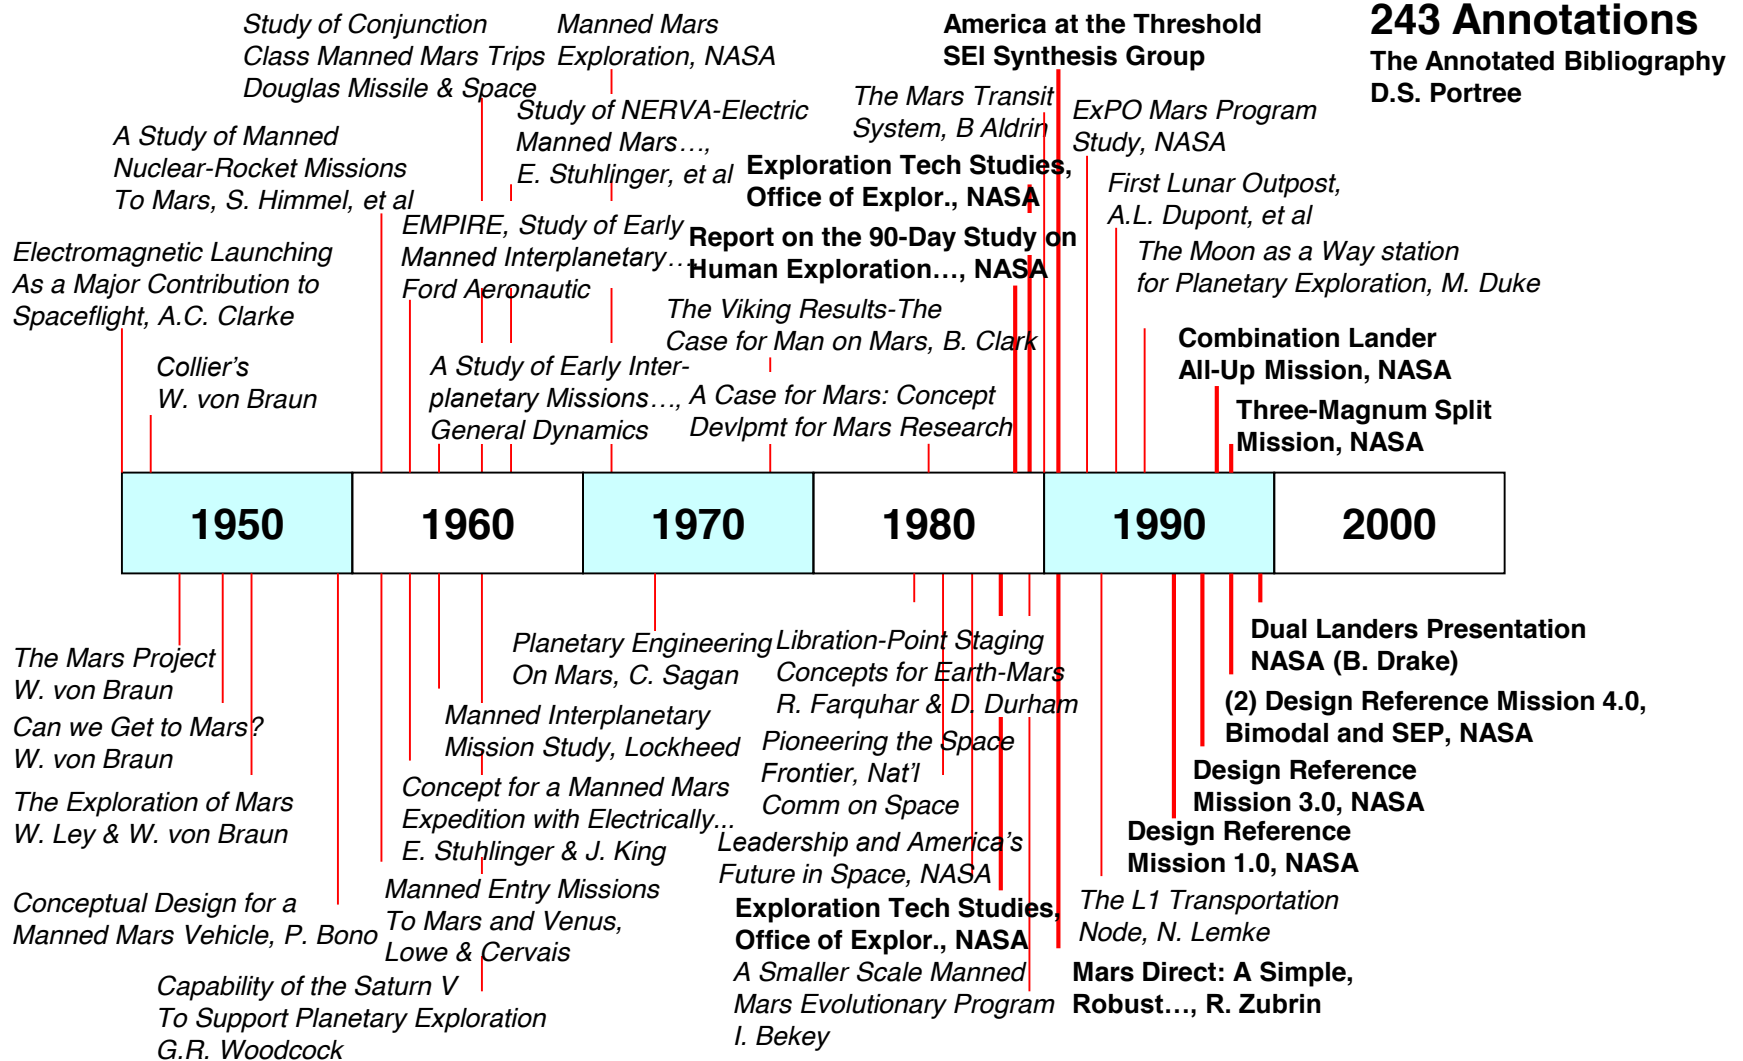 243 Annotations
The Annotated Bibliography
D.S. Portree
Study of Conjunction
Class Manned Mars Trips
Douglas Missile & Space
Manned Mars
Exploration, NASA
America at the Threshold
SEI Synthesis Group
A Study of Manned
Nuclear-Rocket Missions
To Mars, S. Himmel, et al
Study of NERVA-Electric
Manned Mars…,
E. Stuhlinger, et al
The Mars Transit
System, B Aldrin
ExPO Mars Program
Study, NASA
Exploration Tech Studies,
Office of Explor., NASA
First Lunar Outpost,
A.L. Dupont, et al
Electromagnetic Launching
As a Major Contribution to
Spaceflight, A.C. Clarke
EMPIRE, Study of Early
Manned Interplanetary…
Ford Aeronautic
Report on the 90-Day Study on
Human Exploration…, NASA
The Moon as a Way station
for Planetary Exploration, M. Duke
The Viking Results-The
Case for Man on Mars, B. Clark
Collier's
W. von Braun
A Study of Early Inter-
planetary Missions…,
General Dynamics
A Case for Mars: Concept
Devlpmt for Mars Research
Combination Lander
All-Up Mission, NASA
Three-Magnum Split
Mission, NASA
1950
1960
1970
1980
1990
2000
The Mars Project
W. von Braun
Can we Get to Mars?
W. von Braun
The Exploration of Mars
W. Ley & W. von Braun
Conceptual Design for a
Manned Mars Vehicle, P. Bono
Capability of the Saturn V
To Support Planetary Exploration
G.R. Woodcock
Planetary Engineering
On Mars, C. Sagan
Manned Interplanetary
Mission Study, Lockheed
Concept for a Manned Mars
Expedition with Electrically...
E. Stuhlinger & J. King
Manned Entry Missions
To Mars and Venus,
Lowe & Cervais
Libration-Point Staging
Concepts for Earth-Mars
R. Farquhar & D. Durham
Pioneering the Space
Frontier, Nat'l
Comm on Space
Leadership and America's
Future in Space, NASA
Exploration Tech Studies,
Office of Explor., NASA
A Smaller Scale Manned
Mars Evolutionary Program
I. Bekey
Dual Landers Presentation
NASA (B. Drake)
(2) Design Reference Mission 4.0,
Bimodal and SEP, NASA
Design Reference
Mission 3.0, NASA
Design Reference
Mission 1.0, NASA
The L1 Transportation
Node, N. Lemke
Mars Direct: A Simple,
Robust…, R. Zubrin